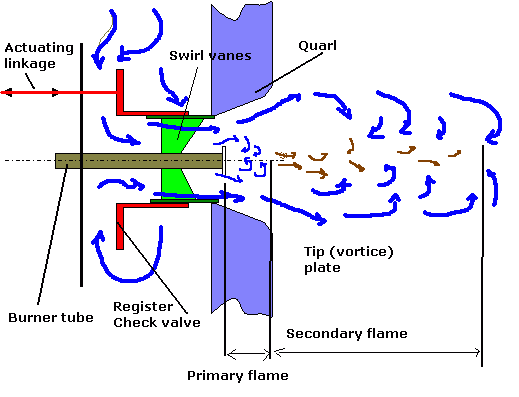 Actuating
linkage
Swirl vanes
Quarl
Tip (vortice)
plate
Burner tube
Register
Check valve
Secondary flame
Primary flame